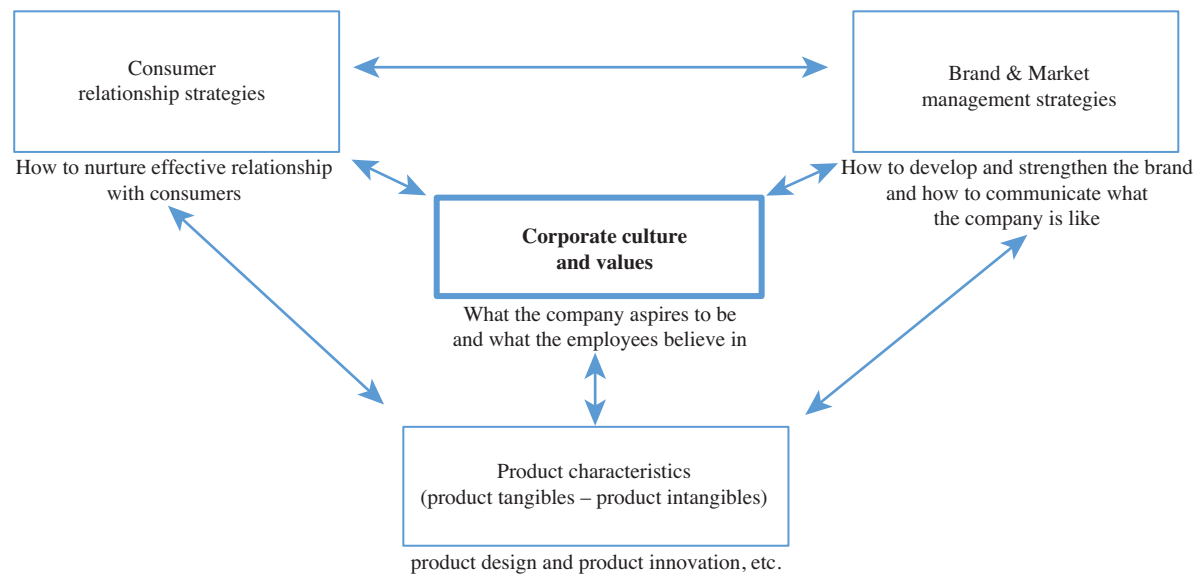 Consumer
relationship strategies
Brand & Market
management strategies
How to nurture effective relationship
with consumers
How to develop and strengthen the brand
and how to communicate what
the company is like
Corporate culture
and values
What the company aspires to be
and what the employees believe in
Product characteristics
(product tangibles – product intangibles)
product design and product innovation, etc.